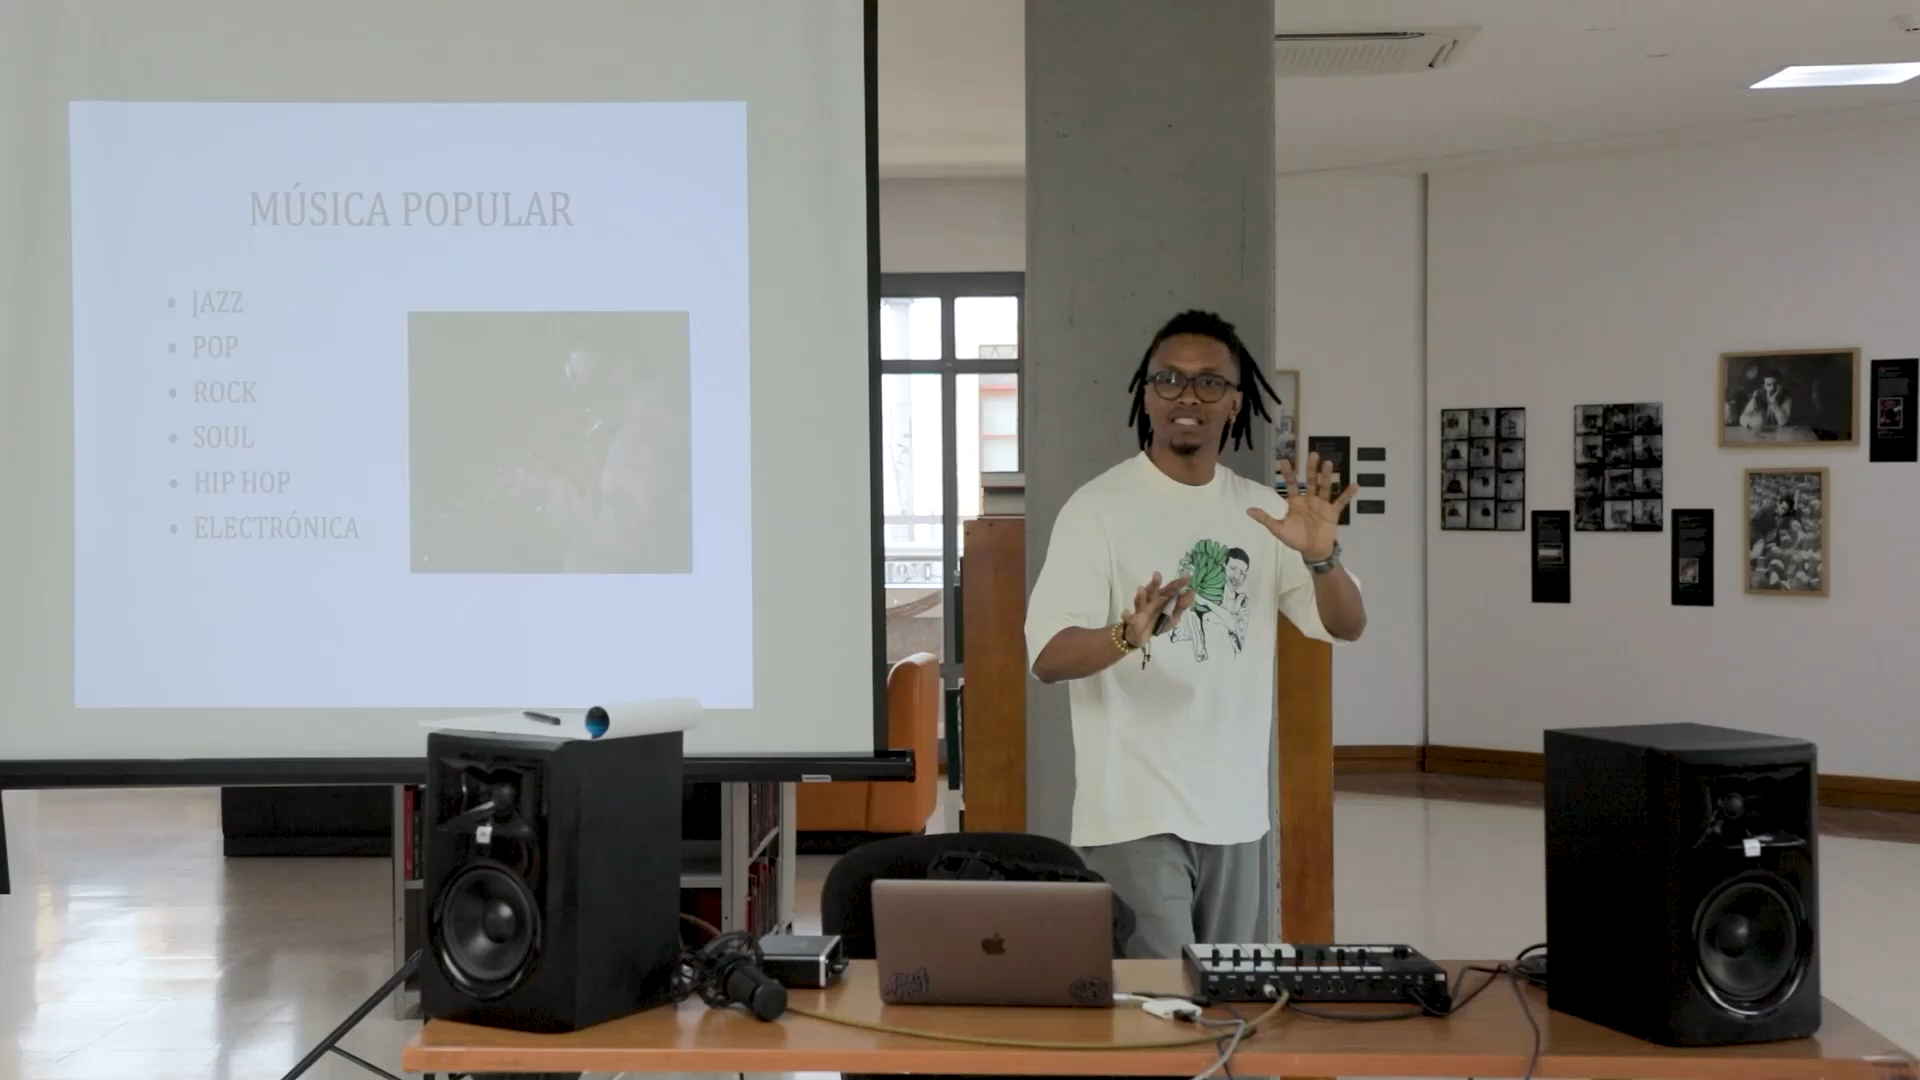 MÚSICA POPULAR
• JAZZ
• POP
• ROCK
• SOUL
• HIP HOP
• ELECTRÓNICA